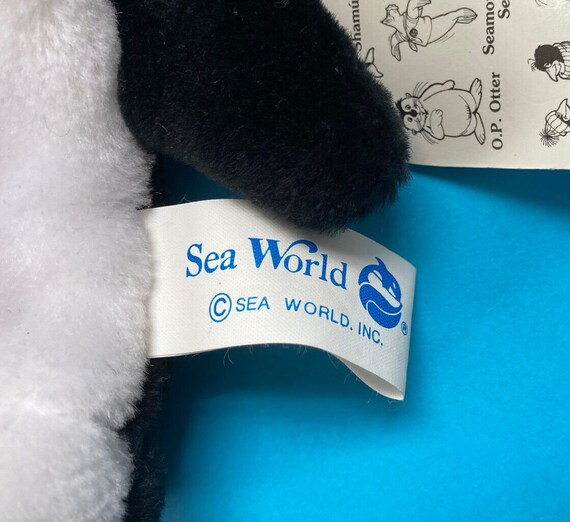 Sea World
© SEA WORLD, INC.
®
Shamu
O.P. Otter